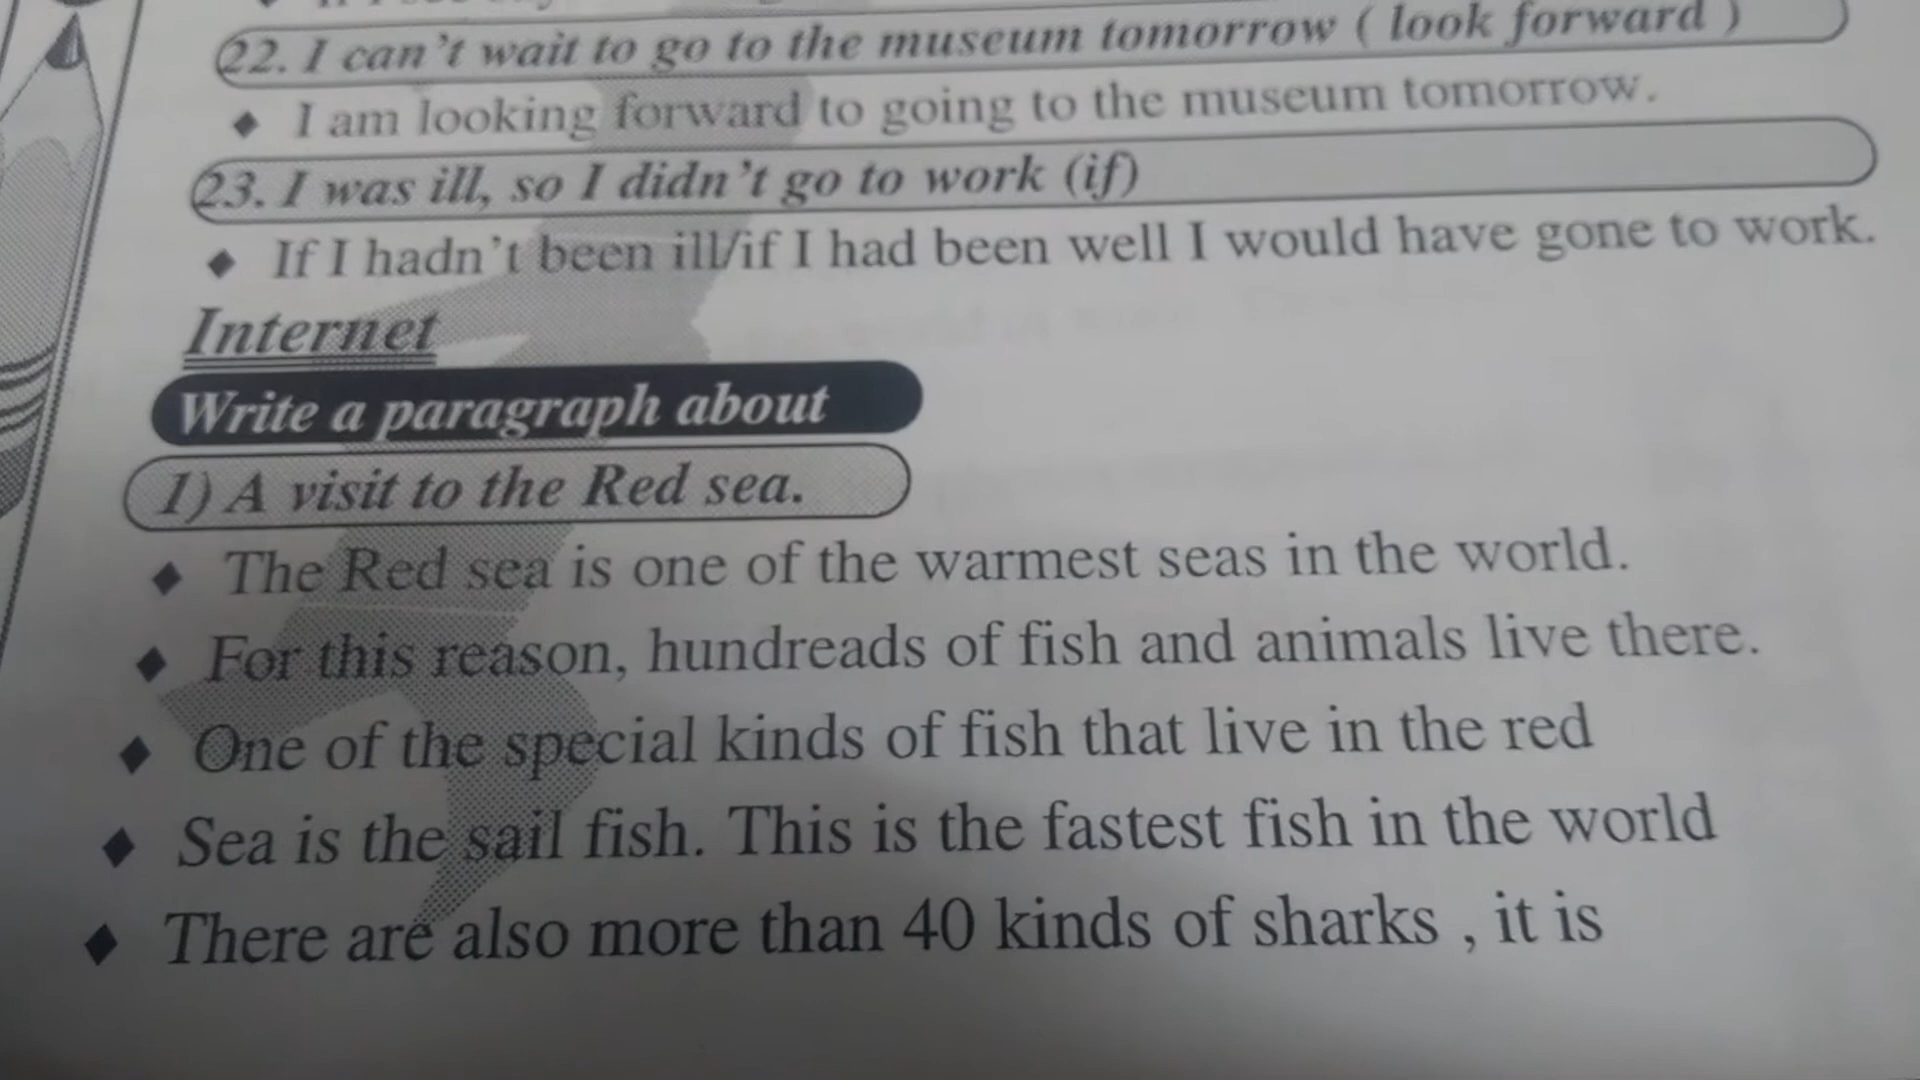 22. I can't wait to go to the museum tomorrow ( look forward )
◆ I am looking forward to going to the museum tomorrow.
23. I was ill, so I didn't go to work (if)
◆ If I hadn't been ill/if I had been well I would have gone to work.
Internet
Write a paragraph about
1) A visit to the Red sea.
◆ The Red sea is one of the warmest seas in the world.
◆ For this reason, hundreads of fish and animals live there.
◆ One of the special kinds of fish that live in the red
◆ Sea is the sail fish. This is the fastest fish in the world
◆ There are also more than 40 kinds of sharks , it is